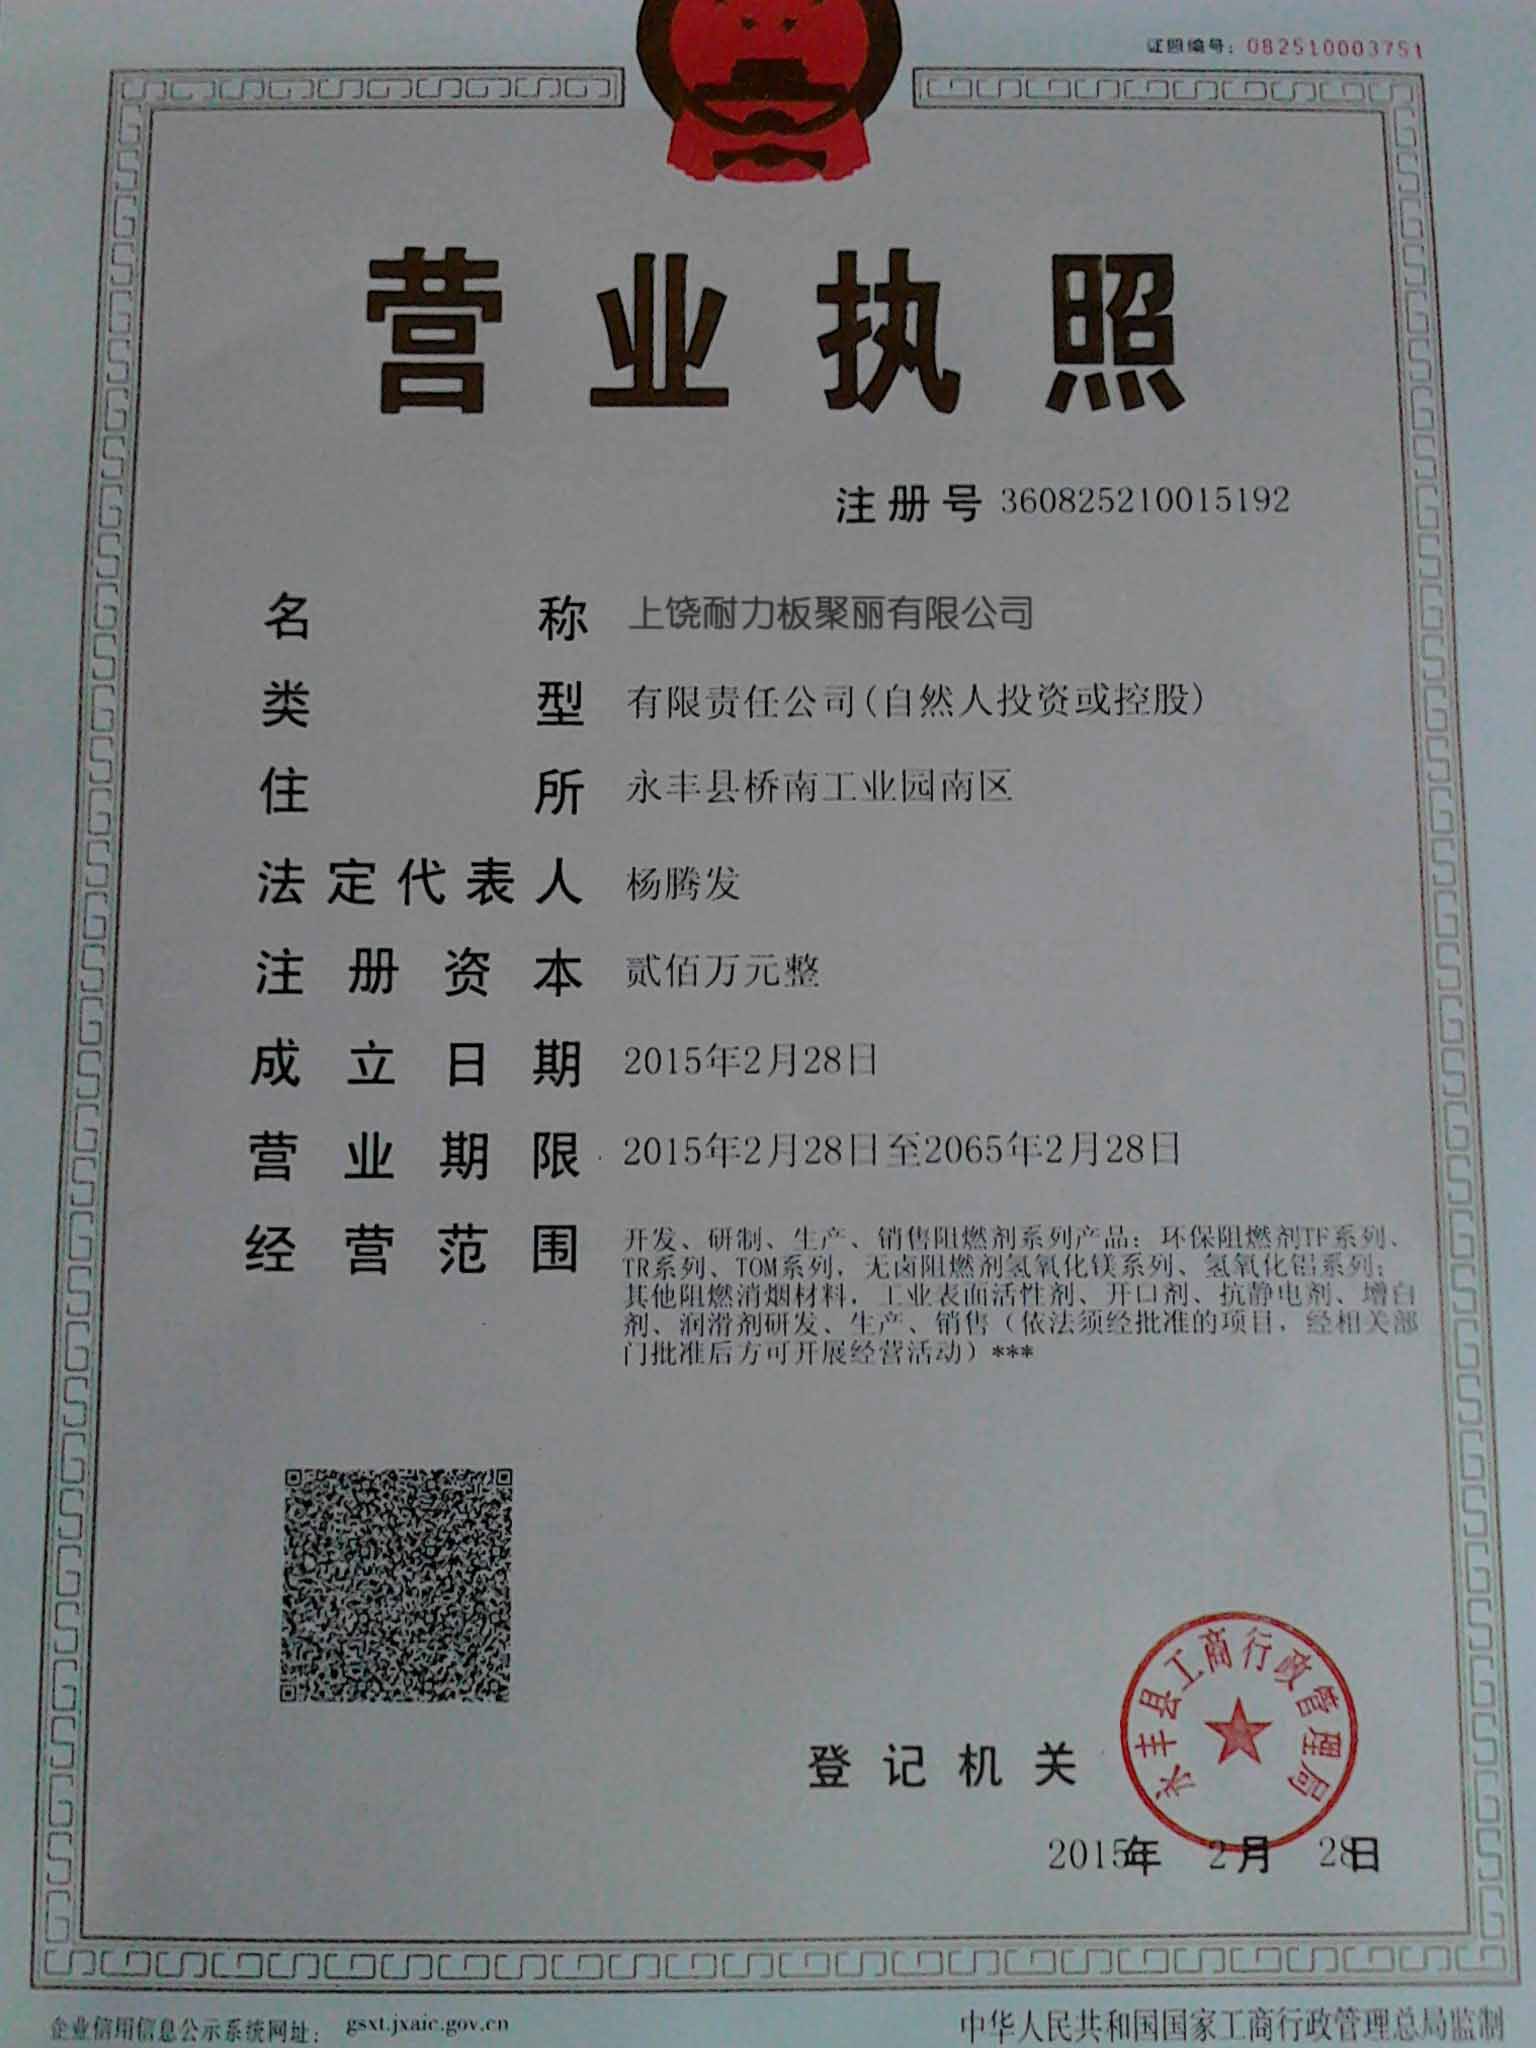 证照编号：082510003751
营业执照
注册号 360825210015192
名称 上饶耐力板聚丽有限公司
类型 有限责任公司(自然人投资或控股)
住所 永丰县桥南工业园南区
法定代表人 杨腾发
注册资本 贰佰万元整
成立日期 2015年2月28日
营业期限 2015年2月28日至2065年2月28日
经营范围 开发、研制、生产、销售阻燃剂系列产品：环保阻燃剂TF系列、
TR系列、TOM系列，无卤阻燃剂氢氧化镁系列、氢氧化铝系列；
其他阻燃消烟材料，工业表面活性剂、开口剂、抗静电剂、增白
剂、润滑剂研发、生产、销售（依法须经批准的项目，经相关部
门批准后方可开展经营活动）***
永丰县工商行政管理局
登记机关
2015年 2月 28日
企业信用信息公示系统网址： gsxt.jxaic.gov.cn
中华人民共和国国家工商行政管理总局监制